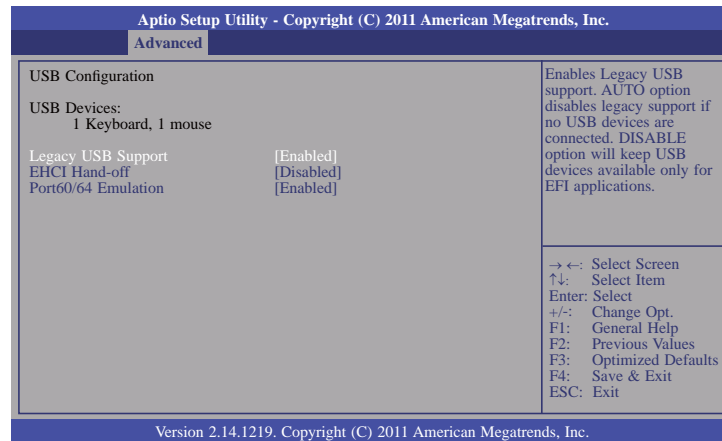 Aptio Setup Utility - Copyright (C) 2011 American Megatrends, Inc.
Advanced
USB Configuration
USB Devices:
1 Keyboard, 1 mouse
Legacy USB Support [Enabled]
EHCI Hand-off [Disabled]
Port60/64 Emulation [Enabled]
Enables Legacy USB
support. AUTO option
disables legacy support if
no USB devices are
connected. DISABLE
option will keep USB
devices available only for
EFI applications.
→ ←: Select Screen
↑↓: Select Item
Enter: Select
+/-: Change Opt.
F1: General Help
F2: Previous Values
F3: Optimized Defaults
F4: Save & Exit
ESC: Exit
Version 2.14.1219. Copyright (C) 2011 American Megatrends, Inc.